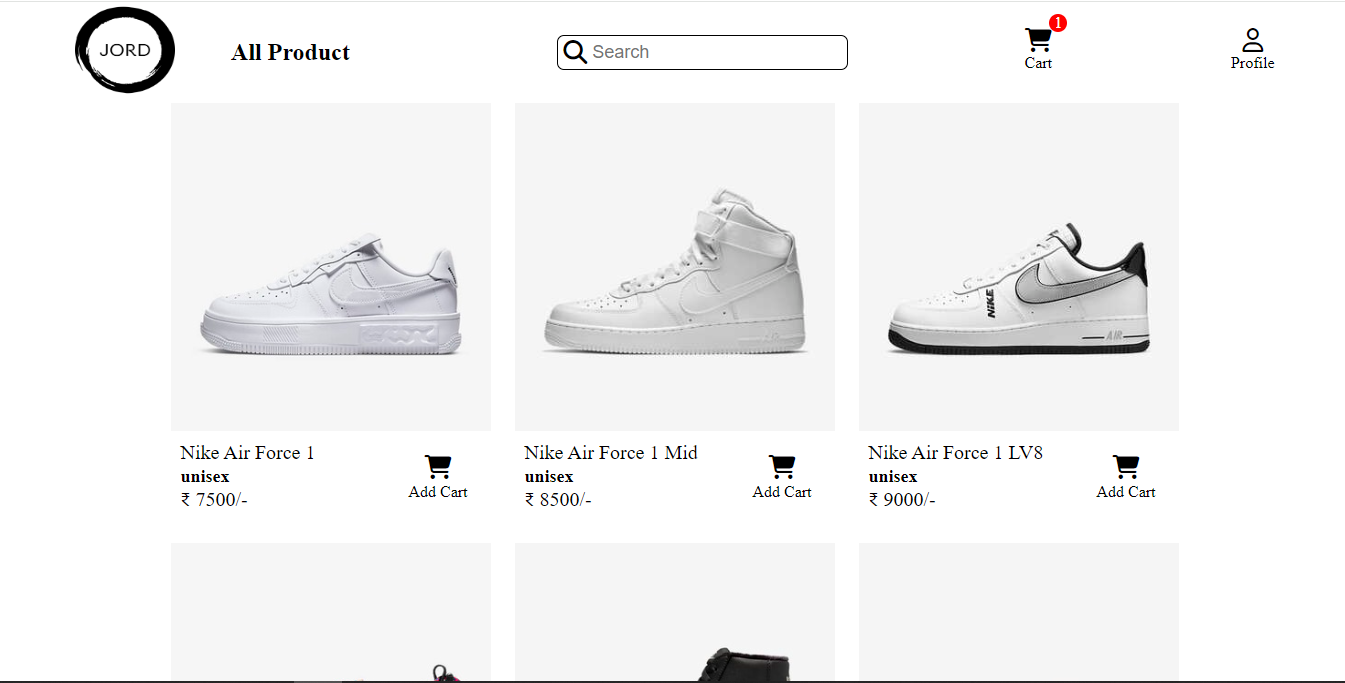 JORD
All Product
Search
1
Cart
Profile
NIKE
AIR
Nike Air Force 1
unisex
₹ 7500/-
Add Cart
Nike Air Force 1 Mid
unisex
₹ 8500/-
Add Cart
Nike Air Force 1 LV8
unisex
₹ 9000/-
Add Cart